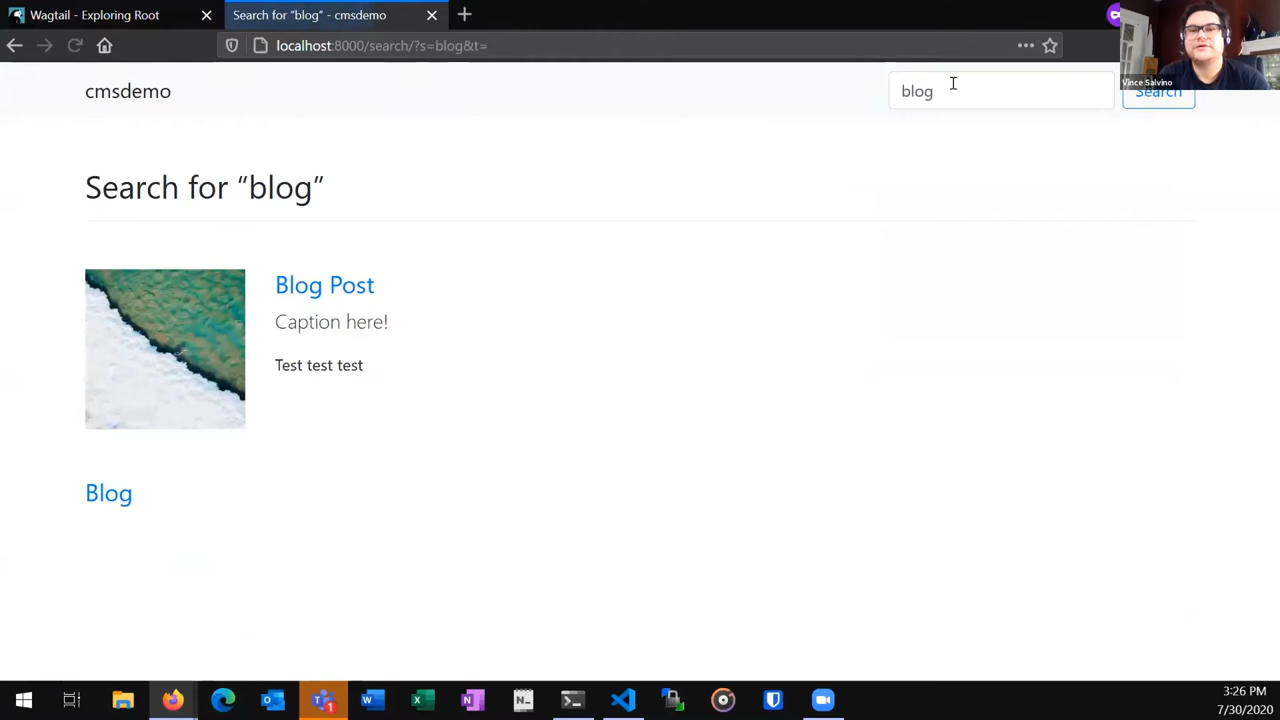 Wagtail - Exploring Root
Search for “blog” - cmsdemo
localhost:8000/search/?s=blog&t=
Vince Salvino
cmsdemo
blog
Search
Search for “blog”
Blog Post
Caption here!
Test test test
Blog
1
3:26 PM
7/30/2020